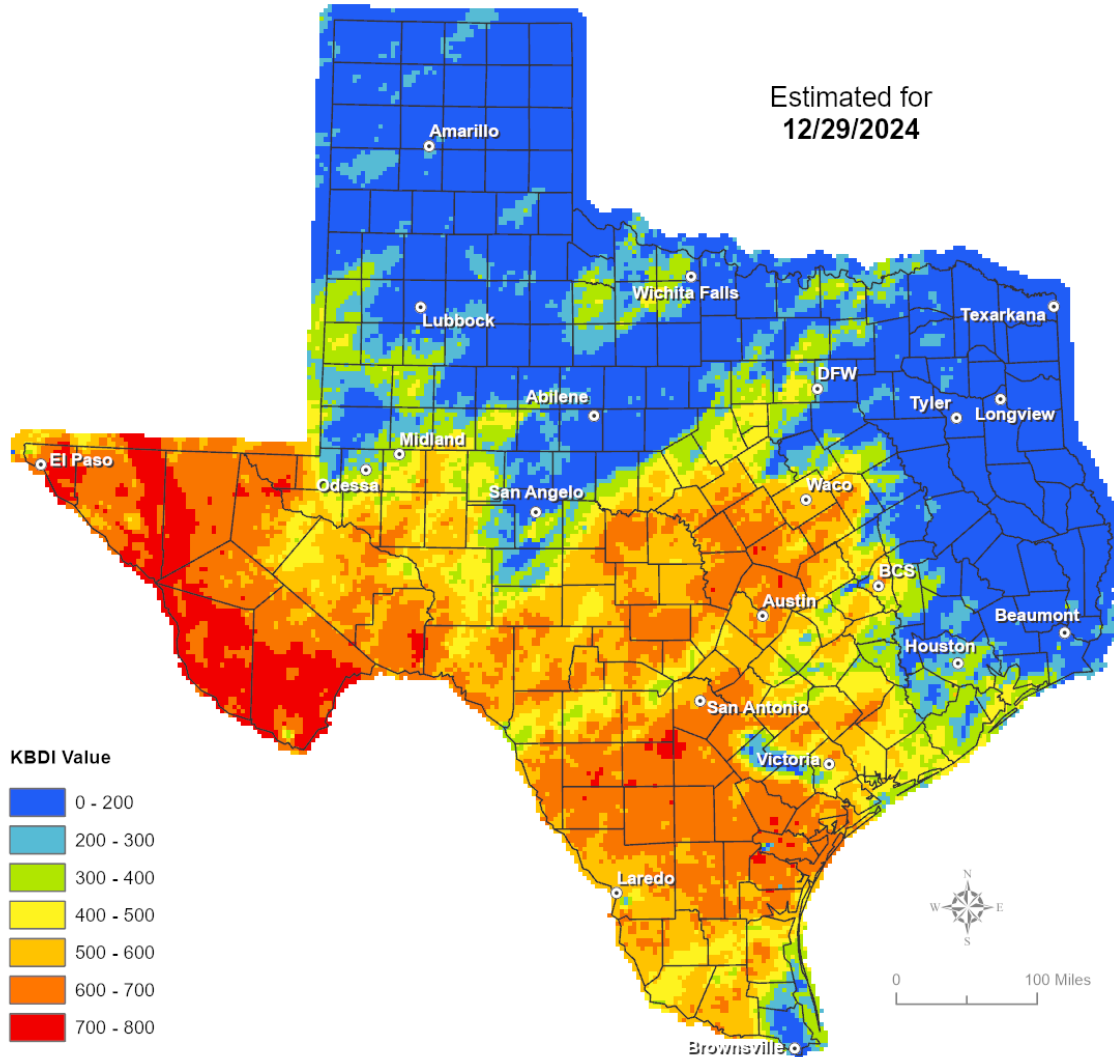 Estimated for
12/29/2024
Amarillo
Wichita Falls
Lubbock
Texarkana
DFW
Abilene
Tyler
Longview
Midland
El Paso
Odessa
San Angelo
Waco
BCS
Austin
Beaumont
Houston
San Antonio
Victoria
Laredo
Brownsville
KBDI Value
0 - 200
200 - 300
300 - 400
400 - 500
500 - 600
600 - 700
700 - 800
N
W E
S
0 100 Miles